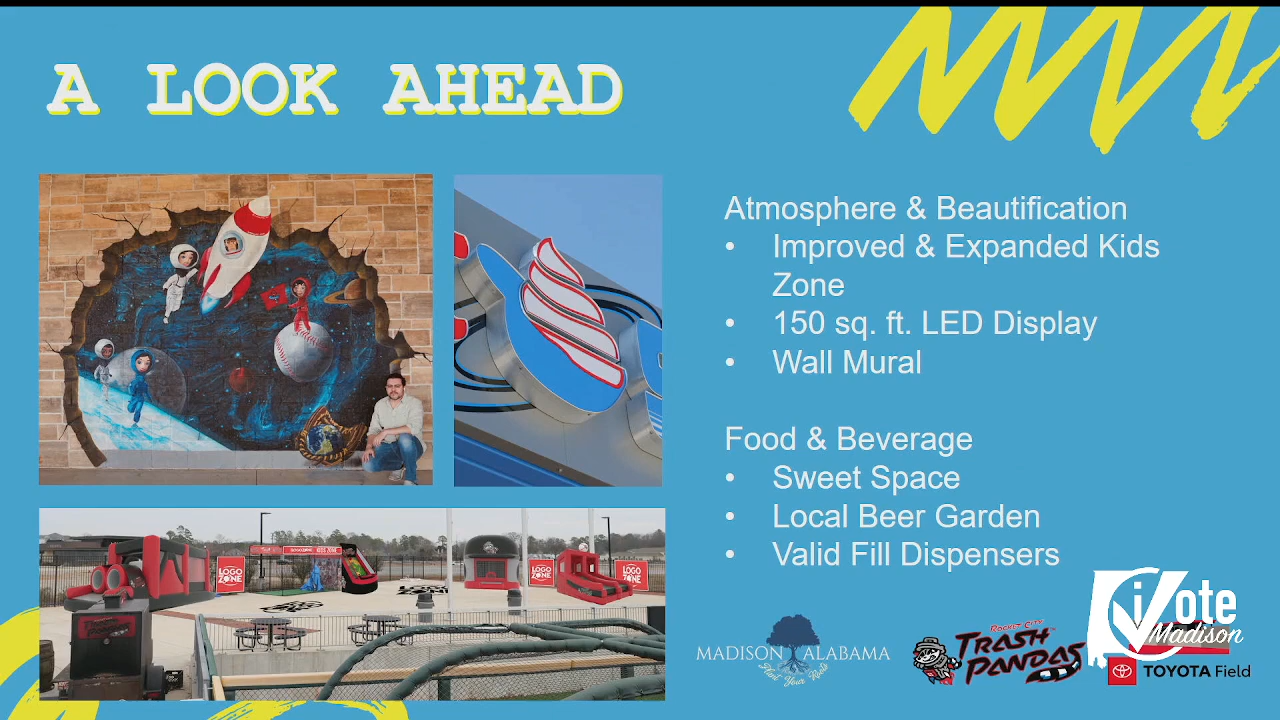 A LOOK AHEAD
Atmosphere & Beautification
• Improved & Expanded Kids
Zone
• 150 sq. ft. LED Display
• Wall Mural
Food & Beverage
• Sweet Space
• Local Beer Garden
• Valid Fill Dispensers
LOGO
ZONE
KIDS ZONE
LOGO
ZONE
LOGO
ZONE
MADISON ALABAMA
Plant Your Roots
ROCKET CITY
TRASH
PANDAS
iVote
Madison
TOYOTA Field